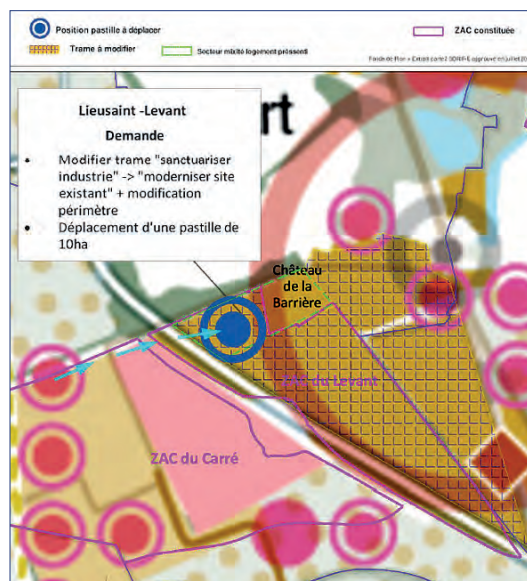 Position pastille à déplacer
ZAC constituée
Trame à modifier
Secteur mixité logement pressenti
Lieusaint -Levant
Demande
• Modifier trame "sanctuariser
industrie" -> "moderniser site
existant" + modification
périmètre
• Déplacement d'une pastille de
10ha
rt
Château
de la
Barrière
ZAC du Levant
ZAC du Carré